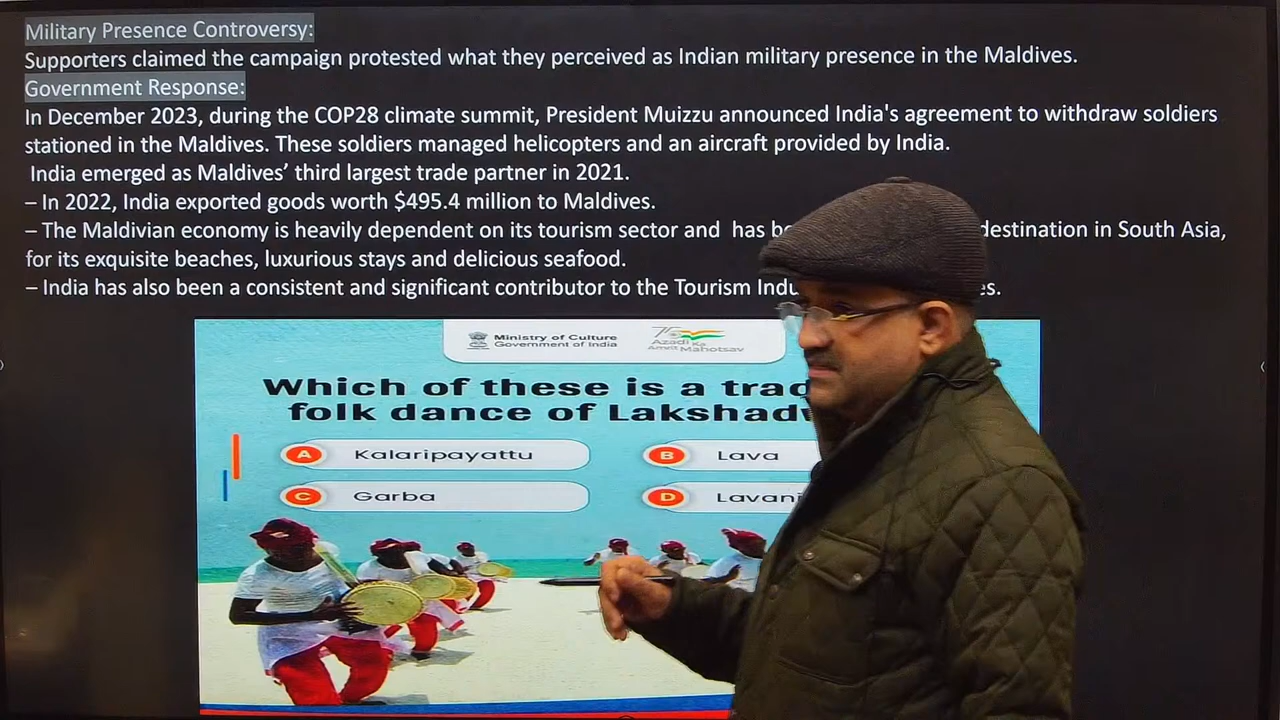 Military Presence Controversy:
Supporters claimed the campaign protested what they perceived as Indian military presence in the Maldives.
Government Response:
In December 2023, during the COP28 climate summit, President Muizzu announced India's agreement to withdraw soldiers
stationed in the Maldives. These soldiers managed helicopters and an aircraft provided by India.
India emerged as Maldives’ third largest trade partner in 2021.
– In 2022, India exported goods worth $495.4 million to Maldives.
– The Maldivian economy is heavily dependent on its tourism sector and has destination in South Asia,
for its exquisite beaches, luxurious stays and delicious seafood.
– India has also been a consistent and significant contributor to the Tourism
Ministry of Culture
Government of India
Azadi Ka
Amrit Mahotsav
Which of these is a
folk dance of
A Kalaripayattu
B Lava
C Garba
D Lavani